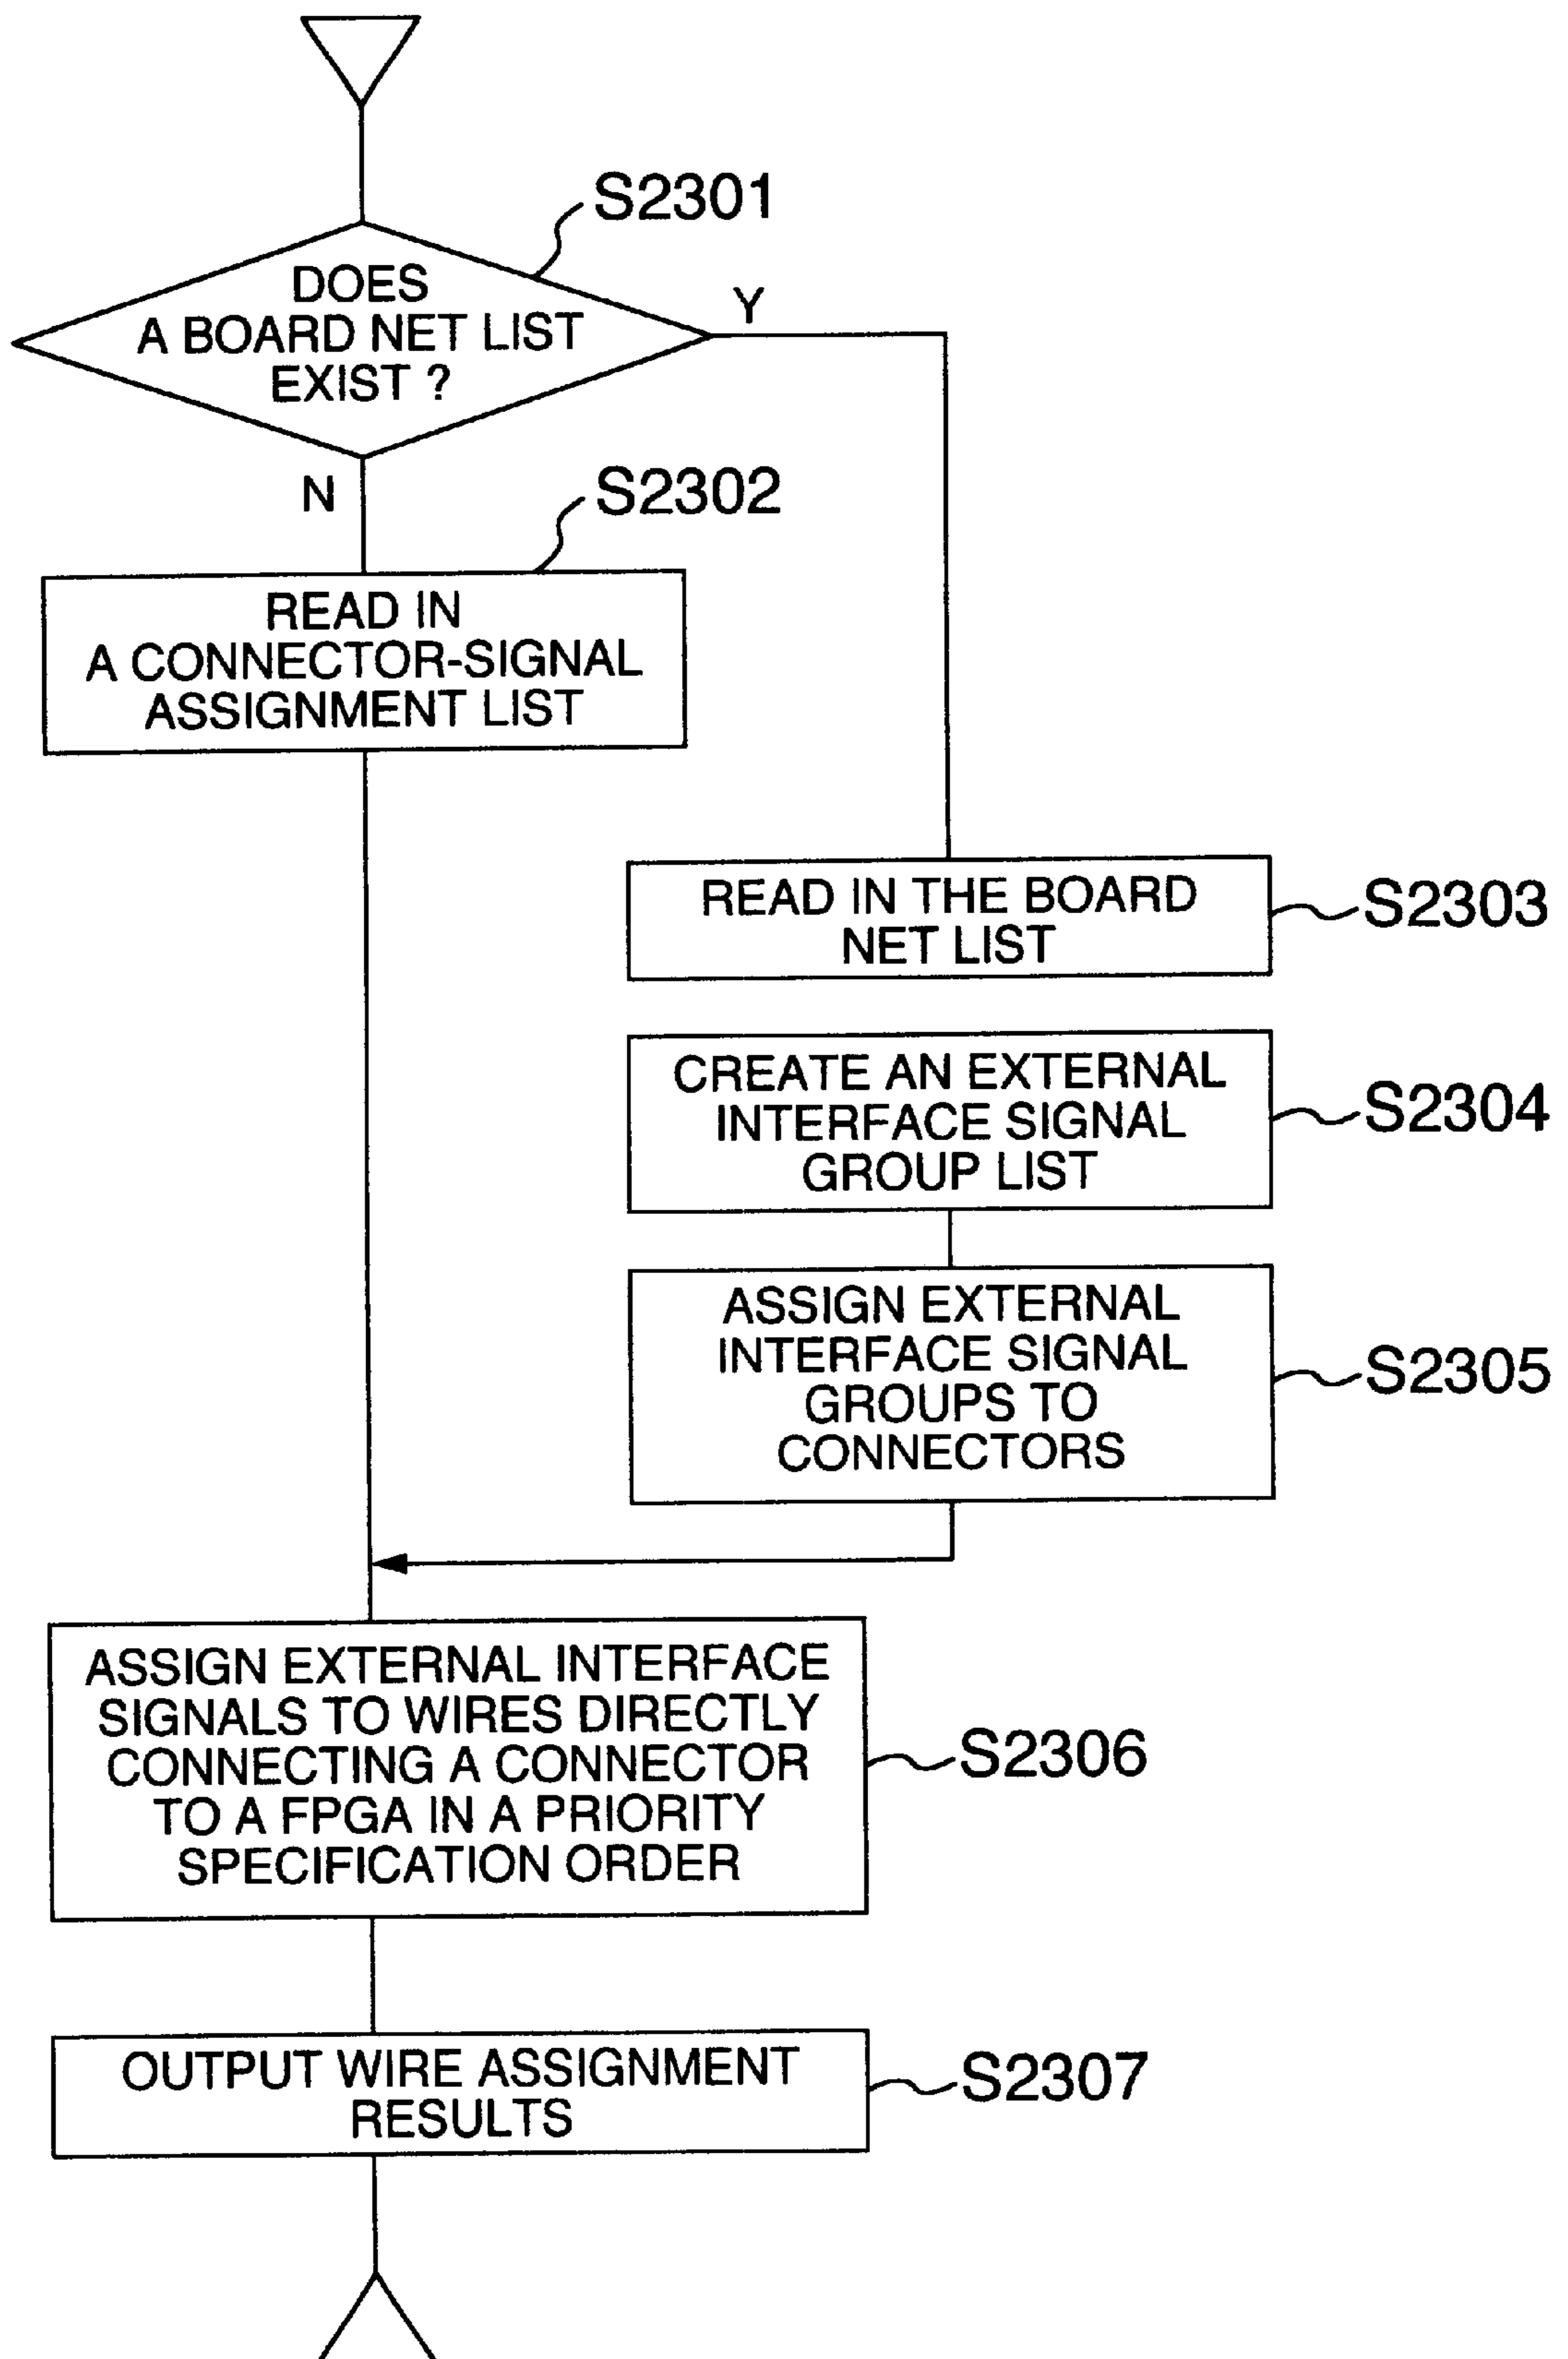 S2301
DOES
A BOARD NET LIST
EXIST ?
Y
N
S2302
READ IN
A CONNECTOR-SIGNAL
ASSIGNMENT LIST
READ IN THE BOARD
NET LIST
S2303
CREATE AN EXTERNAL
INTERFACE SIGNAL
GROUP LIST
S2304
ASSIGN EXTERNAL
INTERFACE SIGNAL
GROUPS TO
CONNECTORS
S2305
ASSIGN EXTERNAL INTERFACE
SIGNALS TO WIRES DIRECTLY
CONNECTING A CONNECTOR
TO A FPGA IN A PRIORITY
SPECIFICATION ORDER
S2306
OUTPUT WIRE ASSIGNMENT
RESULTS
S2307